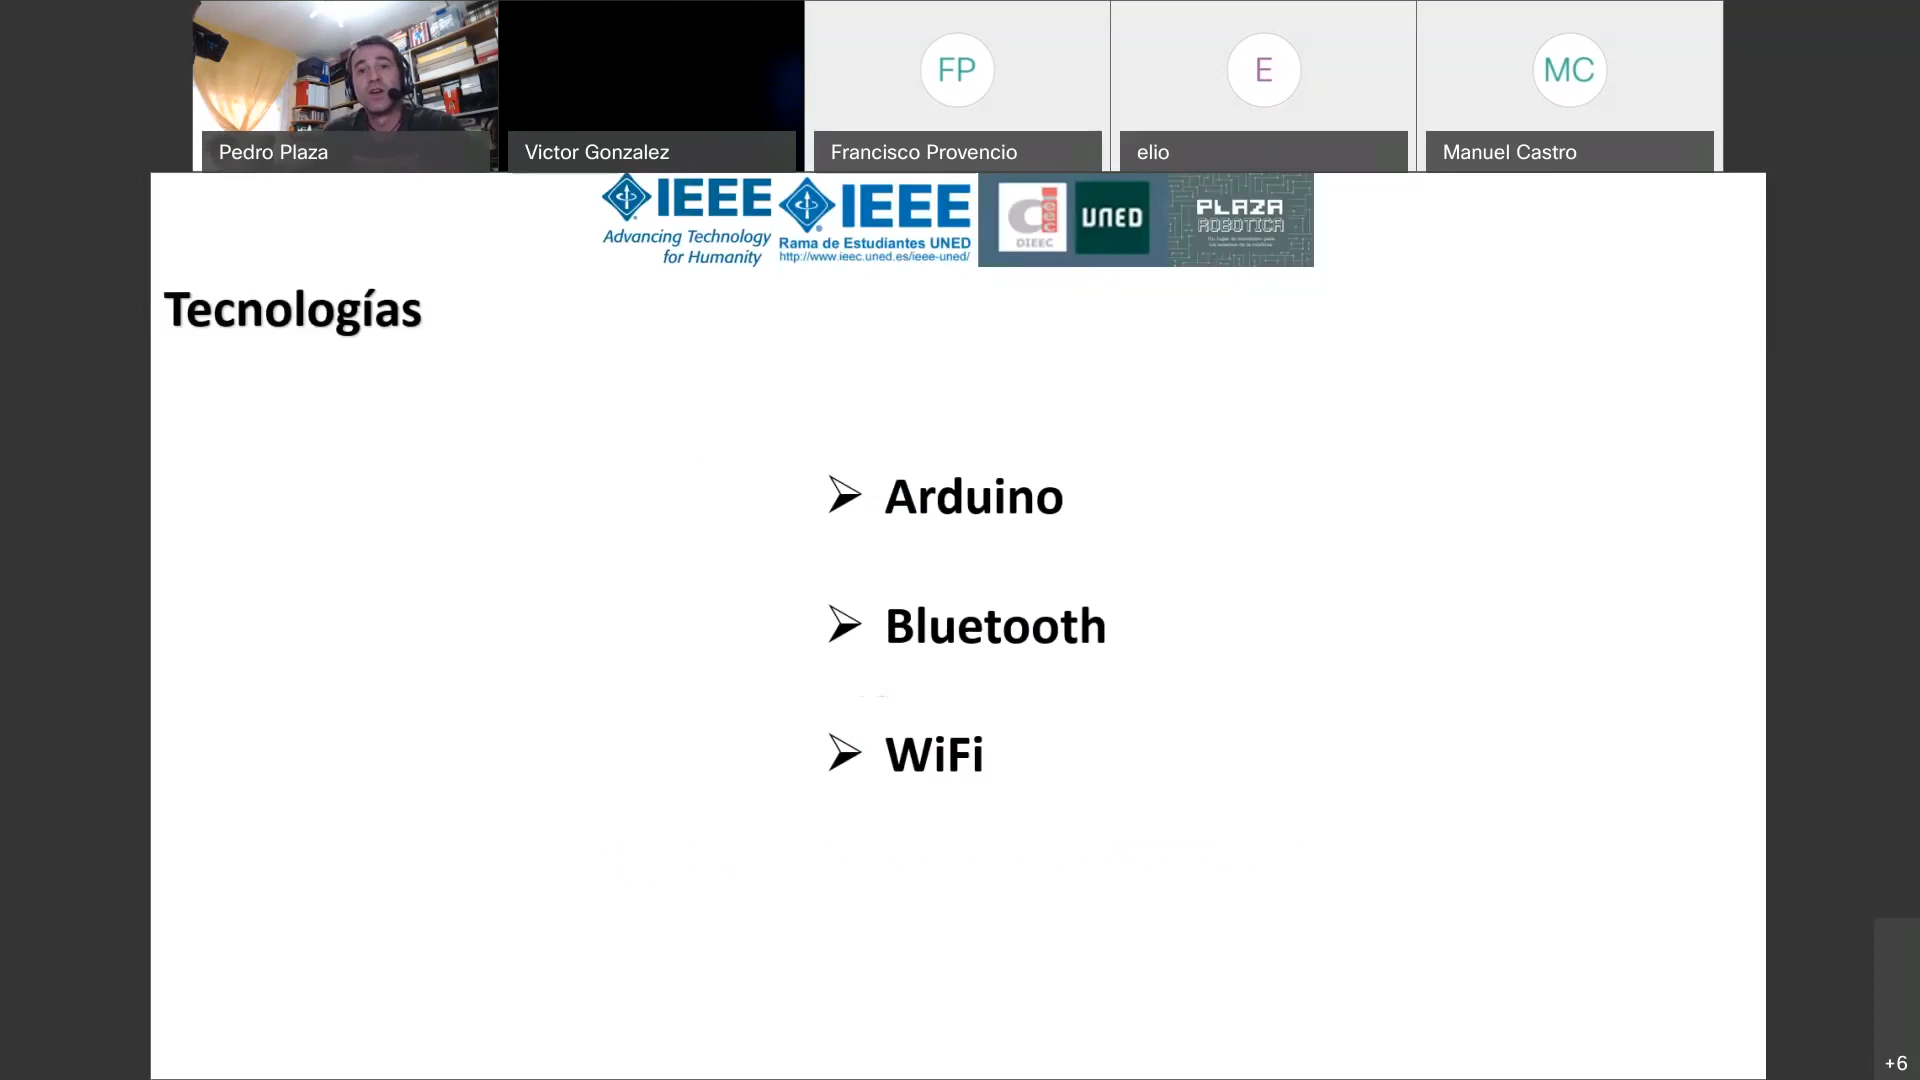 FP
E
MC
Pedro Plaza
Victor Gonzalez
Francisco Provencio
elio
Manuel Castro
IEEE
Advancing Technology
for Humanity
IEEE
Rama de Estudiantes UNED
http://www.ieec.uned.es/ieee-uned/
ieec
DIEEC
UNED
PLAZA
ROBOTICA
Tecnologías
➢ Arduino
➢ Bluetooth
➢ WiFi
+6